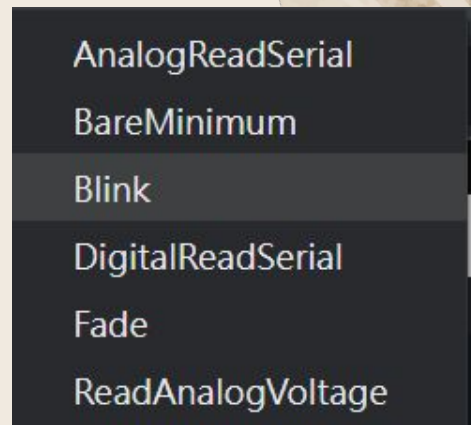 AnalogReadSerial
BareMinimum
Blink
DigitalReadSerial
Fade
ReadAnalogVoltage